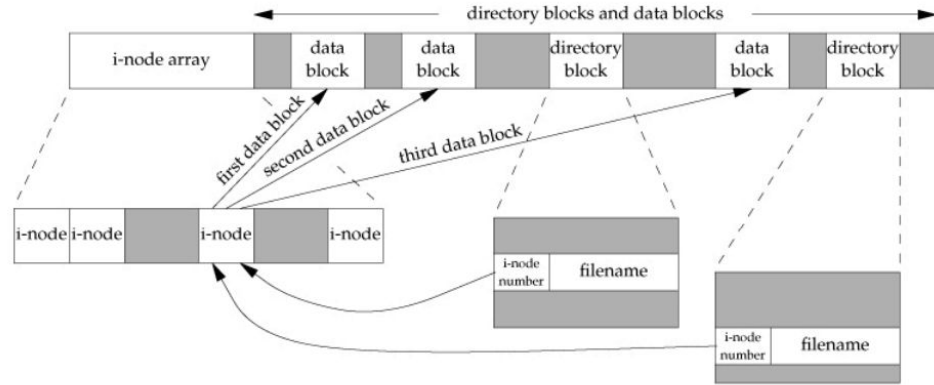 directory blocks and data blocks
i-node array
data
block
data
block
directory
block
data
block
directory
block
first data block
second data block
third data block
i-node
i-node
i-node
i-node
i-node
number
filename
i-node
number
filename